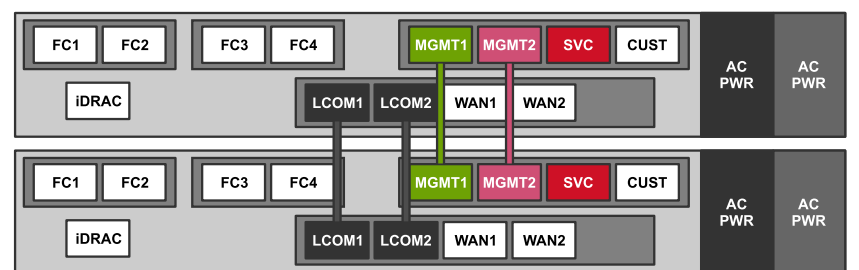 FC1 FC2 FC3 FC4 MGMT1 MGMT2 SVC CUST
AC PWR AC PWR
iDRAC LCOM1 LCOM2 WAN1 WAN2
FC1 FC2 FC3 FC4 MGMT1 MGMT2 SVC CUST
AC PWR AC PWR
iDRAC LCOM1 LCOM2 WAN1 WAN2